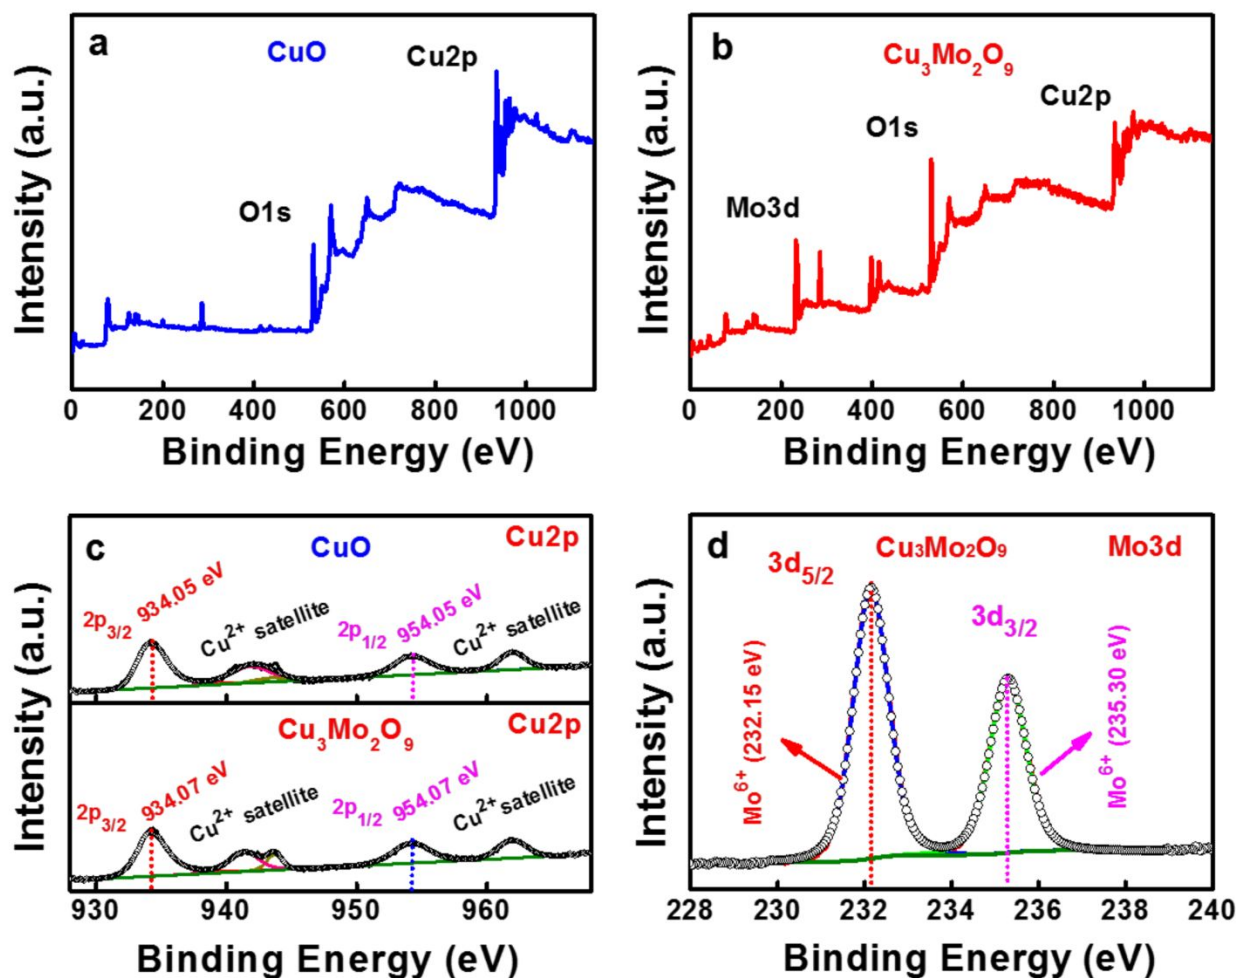 a
CuO
Cu2p
O1s
Intensity (a.u.)
0 200 400 600 800 1000
Binding Energy (eV)
b
Cu3Mo2O9
Cu2p
O1s
Mo3d
Intensity (a.u.)
0 200 400 600 800 1000
Binding Energy (eV)
c
CuO
Cu2p
2p3/2 934.05 eV
Cu2+ satellite
2p1/2 954.05 eV
Cu2+ satellite
Cu3Mo2O9
Cu2p
2p3/2 934.07 eV
Cu2+ satellite
2p1/2 954.07 eV
Cu2+ satellite
Intensity (a.u.)
930 940 950 960
Binding Energy (eV)
d
Cu3Mo2O9
Mo3d
3d5/2
3d3/2
Mo6+ (232.15 eV)
Mo6+ (235.30 eV)
Intensity (a.u.)
228 230 232 234 236 238 240
Binding Energy (eV)